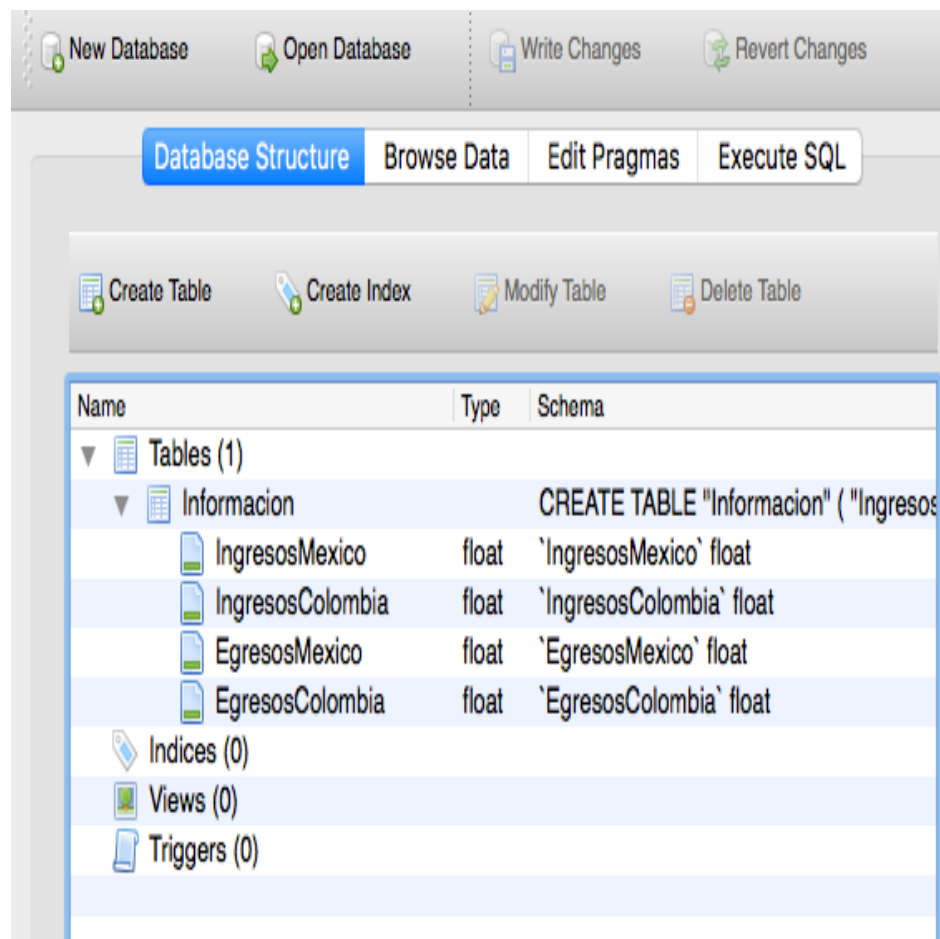 New Database Open Database Write Changes Revert Changes
Database Structure Browse Data Edit Pragmas Execute SQL
Create Table Create Index Modify Table Delete Table
Name Type Schema
Tables (1)
Informacion CREATE TABLE "Informacion" ( "Ingresos
IngresosMexico float `IngresosMexico` float
IngresosColombia float `IngresosColombia` float
EgresosMexico float `EgresosMexico` float
EgresosColombia float `EgresosColombia` float
Indices (0)
Views (0)
Triggers (0)